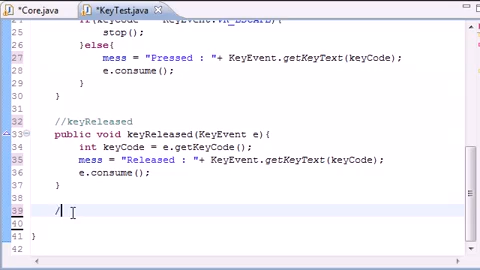 *Core.java *KeyTest.java
25 stop();
26 }else{
27 mess = "Pressed : "+ KeyEvent.getKeyText(keyCode);
28 e.consume();
29 }
30 }
31
32 //keyReleased
33 public void keyReleased(KeyEvent e){
34 int keyCode = e.getKeyCode();
35 mess = "Released : "+ KeyEvent.getKeyText(keyCode);
36 e.consume();
37 }
38
39 /
40
41 }
42